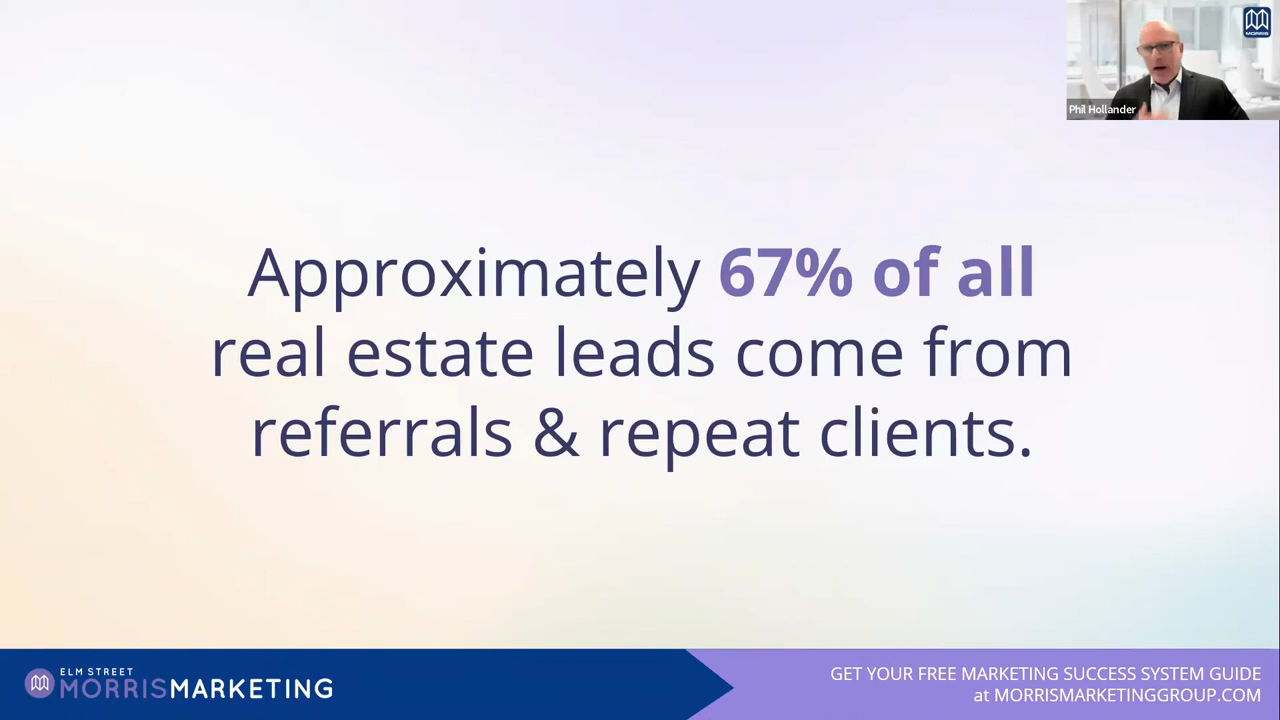 MORRIS
Phil Hollander
Approximately 67% of all
real estate leads come from
referrals & repeat clients.
ELM STREET
MORRISMARKETING
GET YOUR FREE MARKETING SUCCESS SYSTEM GUIDE
at MORRISMARKETINGGROUP.COM